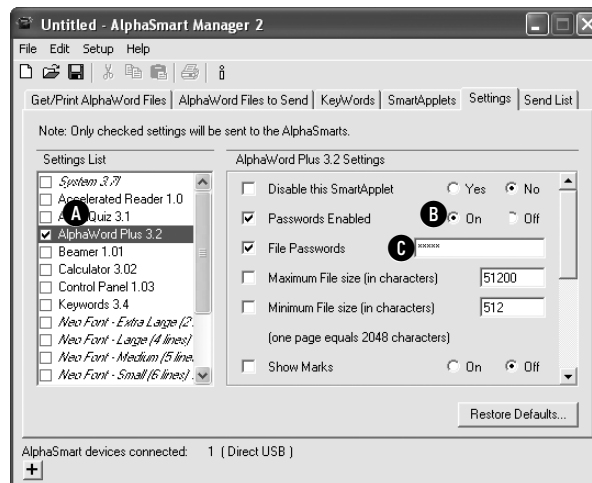 Untitled - AlphaSmart Manager 2
File Edit Setup Help
Get/Print AlphaWord Files AlphaWord Files to Send KeyWords SmartApplets Settings Send List
Note: Only checked settings will be sent to the AlphaSmarts.
Settings List
System 3.7
Accelerated Reader 1.0
A
Quiz 3.1
AlphaWord Plus 3.2
Beamer 1.01
Calculator 3.02
Control Panel 1.03
Keywords 3.4
Neo Font - Extra Large (2
Neo Font - Large (4 lines)
Neo Font - Medium (5 line
Neo Font - Small (6 lines)
AlphaWord Plus 3.2 Settings
Disable this SmartApplet Yes No
Passwords Enabled B On Off
File Passwords C *****
Maximum File size (in characters) 51200
Minimum File size (in characters) 512
(one page equals 2048 characters)
Show Marks On Off
Restore Defaults...
AlphaSmart devices connected: 1 ( Direct USB )